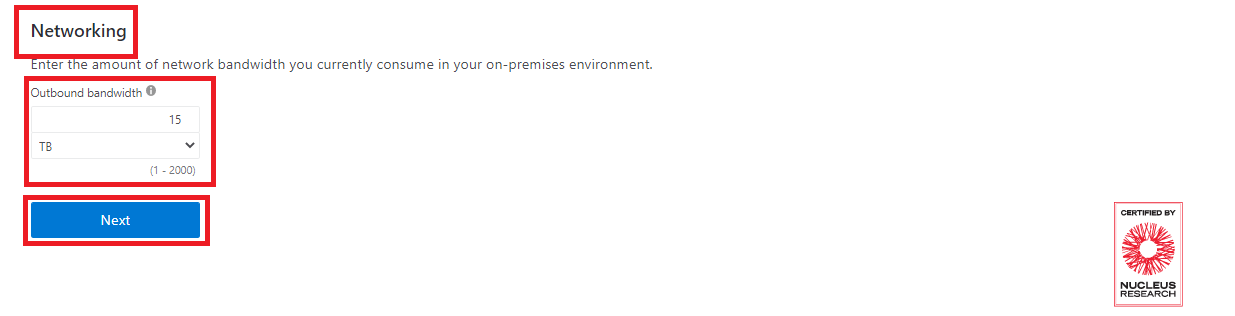 Networking
Enter the amount of network bandwidth you currently consume in your on-premises environment.
Outbound bandwidth
15
TB
(1 - 2000)
Next
CERTIFIED BY
NUCLEUS
RESEARCH